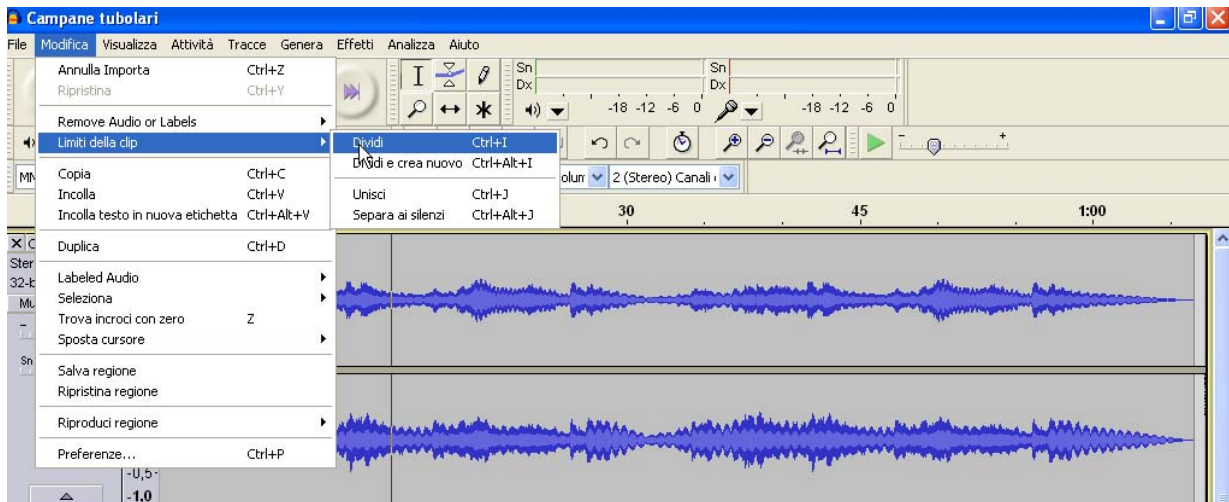 Campane tubolari
File Modifica Visualizza Attività Tracce Genera Effetti Analizza Aiuto
Annulla Importa Ctrl+Z
Ripristina Ctrl+Y
Remove Audio or Labels
Limiti della clip
Copia Ctrl+C
Incolla Ctrl+V
Incolla testo in nuova etichetta Ctrl+Alt+V
Duplica Ctrl+D
Labeled Audio
Seleziona
Trova incroci con zero Z
Sposta cursore
Salva regione
Ripristina regione
Riproduci regione
Preferenze... Ctrl+P
Dividi Ctrl+I
Dividi e crea nuovo Ctrl+Alt+I
Unisci Ctrl+J
Separa ai silenzi Ctrl+Alt+J
Sn Sn
Dx Dx
-18 -12 -6 0 -18 -12 -6 0
2 (Stereo) Canali
30 45 1:00
Sn
-0,5
-1,0